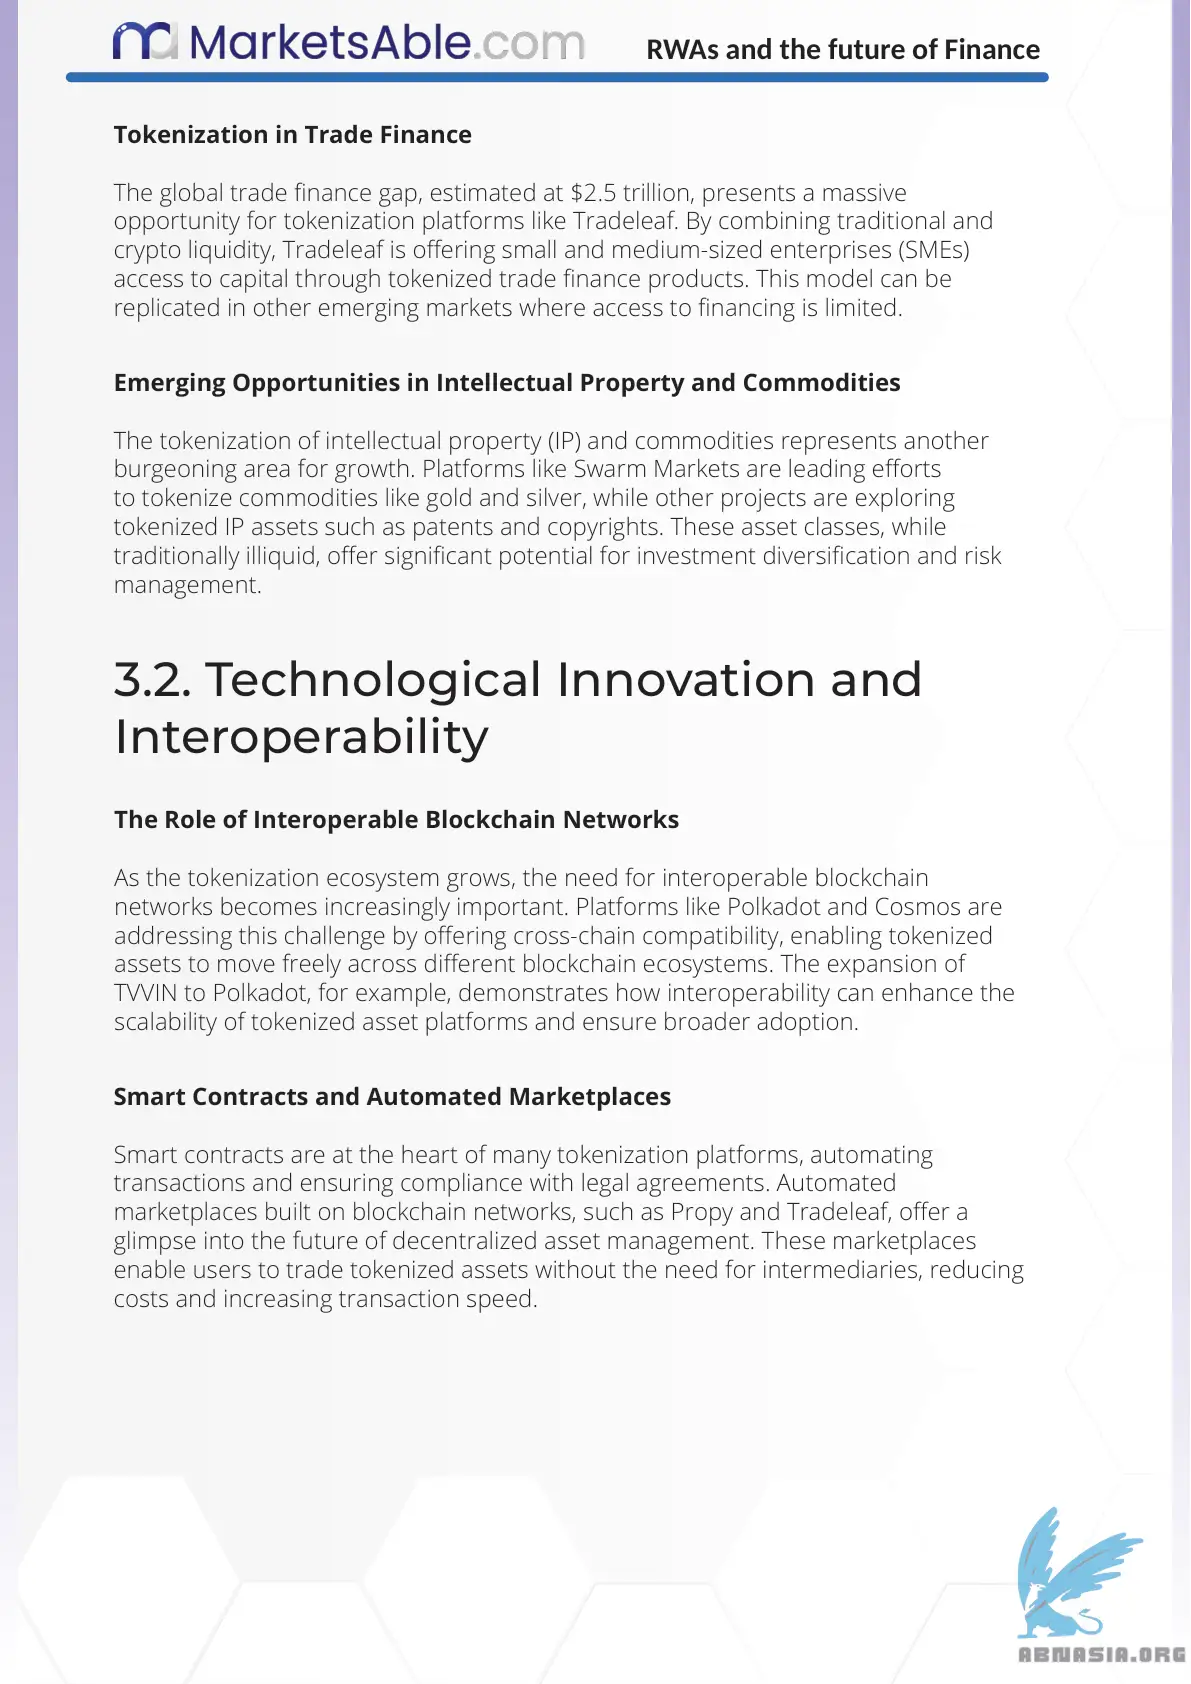 MarketsAble.com
RWAs and the future of Finance
Tokenization in Trade Finance
The global trade finance gap, estimated at $2.5 trillion, presents a massive
opportunity for tokenization platforms like Tradeleaf. By combining traditional and
crypto liquidity, Tradeleaf is offering small and medium-sized enterprises (SMEs)
access to capital through tokenized trade finance products. This model can be
replicated in other emerging markets where access to financing is limited.
Emerging Opportunities in Intellectual Property and Commodities
The tokenization of intellectual property (IP) and commodities represents another
burgeoning area for growth. Platforms like Swarm Markets are leading efforts
to tokenize commodities like gold and silver, while other projects are exploring
tokenized IP assets such as patents and copyrights. These asset classes, while
traditionally illiquid, offer significant potential for investment diversification and risk
management.
3.2. Technological Innovation and
Interoperability
The Role of Interoperable Blockchain Networks
As the tokenization ecosystem grows, the need for interoperable blockchain
networks becomes increasingly important. Platforms like Polkadot and Cosmos are
addressing this challenge by offering cross-chain compatibility, enabling tokenized
assets to move freely across different blockchain ecosystems. The expansion of
TVVIN to Polkadot, for example, demonstrates how interoperability can enhance the
scalability of tokenized asset platforms and ensure broader adoption.
Smart Contracts and Automated Marketplaces
Smart contracts are at the heart of many tokenization platforms, automating
transactions and ensuring compliance with legal agreements. Automated
marketplaces built on blockchain networks, such as Propy and Tradeleaf, offer a
glimpse into the future of decentralized asset management. These marketplaces
enable users to trade tokenized assets without the need for intermediaries, reducing
costs and increasing transaction speed.
ABNASIA.ORG